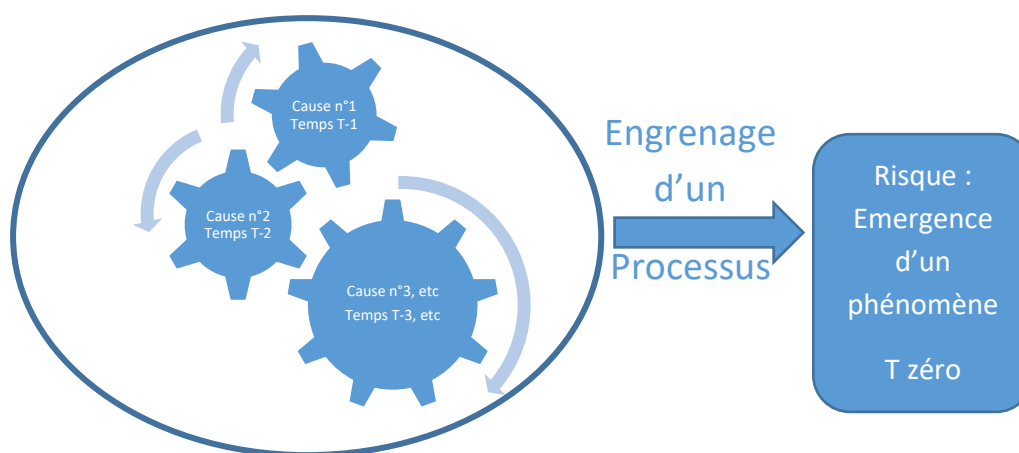 Cause n°1
Temps T-1
Cause n°2
Temps T-2
Cause n°3, etc
Temps T-3, etc
Engrenage
d’un
Processus
Risque :
Emergence
d’un
phénomène
T zéro